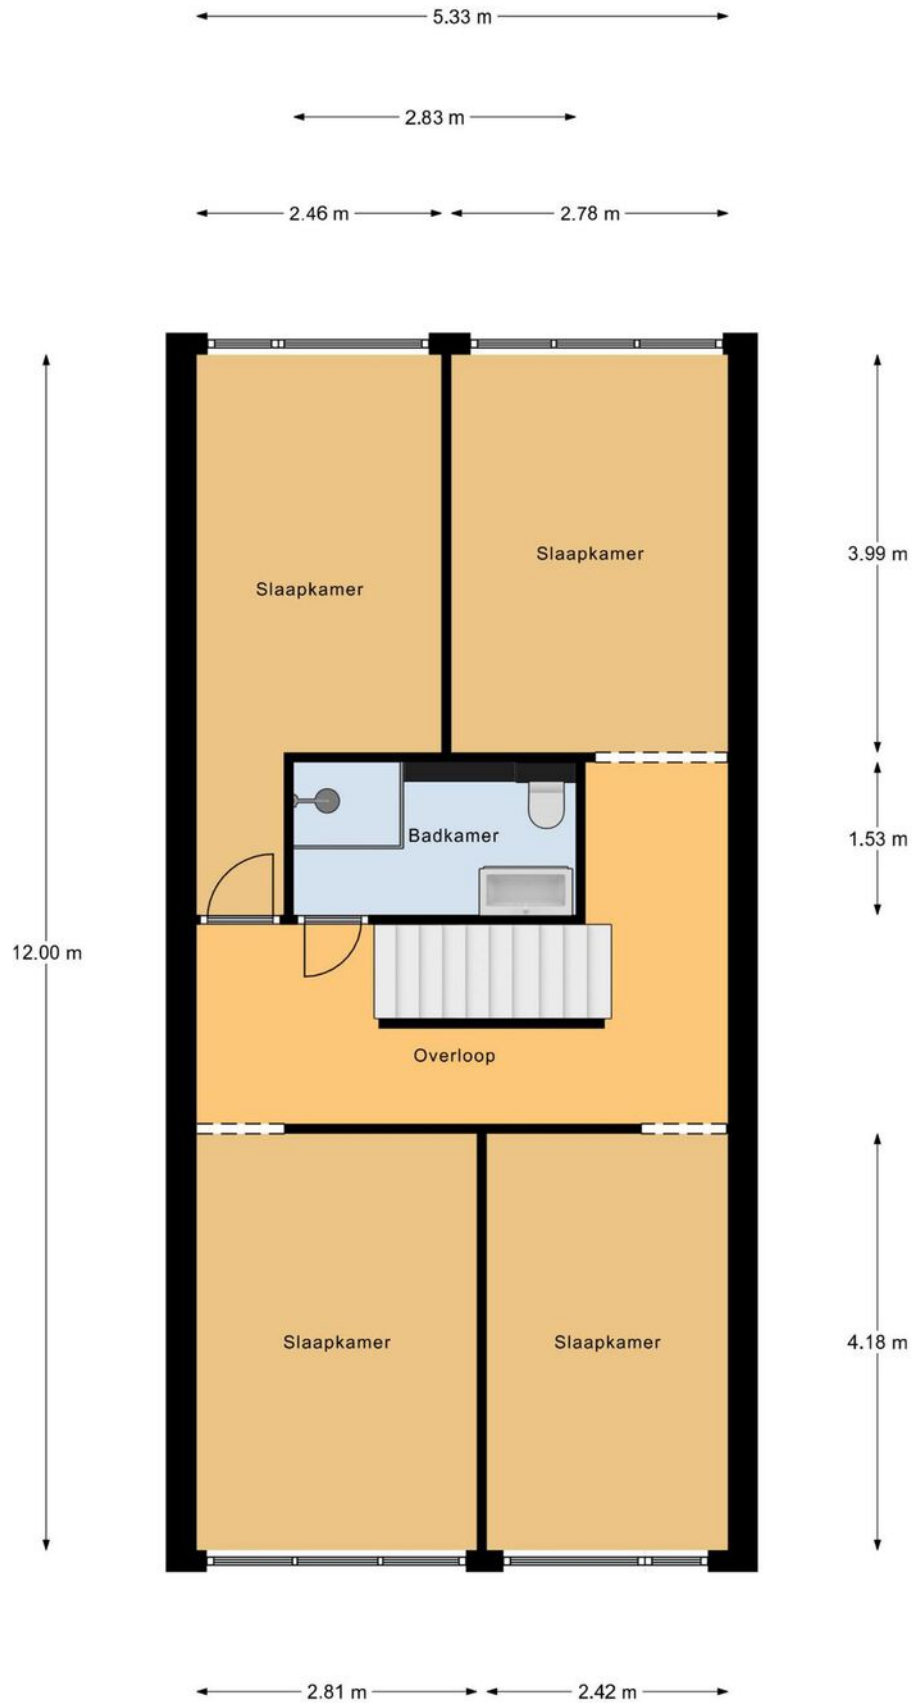 5.33 m
2.83 m
2.46 m
2.78 m
Slaapkamer
Slaapkamer
3.99 m
Badkamer
1.53 m
12.00 m
Overloop
Slaapkamer
Slaapkamer
4.18 m
2.81 m
2.42 m